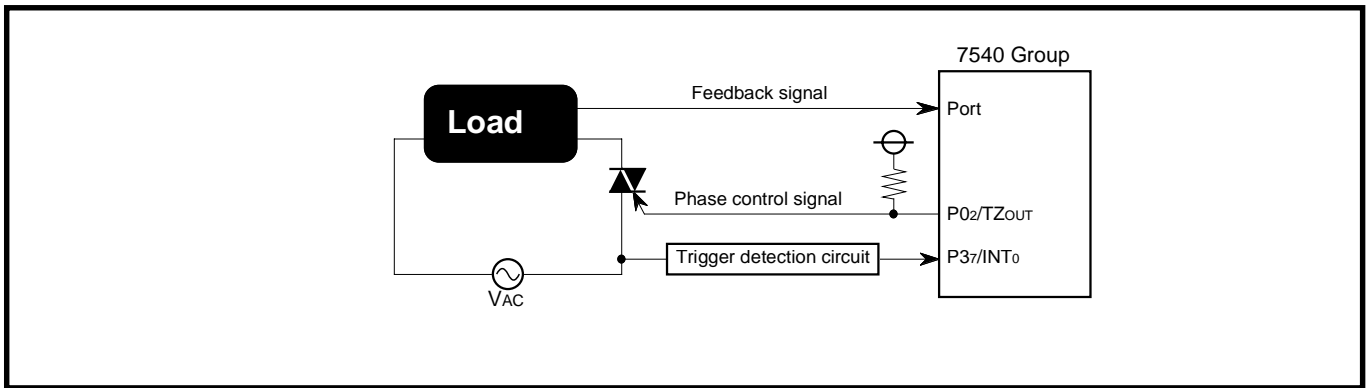 7540 Group
Feedback signal
Port
Load
Phase control signal
P02/TZOUT
Trigger detection circuit
P37/INT0
VAC